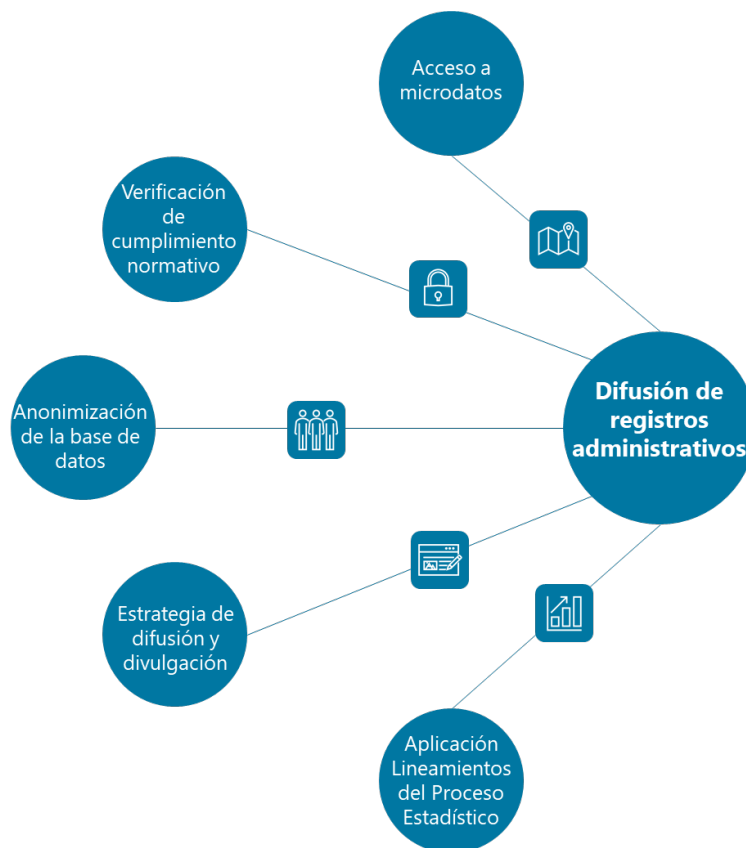 Acceso a
microdatos
Verificación
de
cumplimiento
normativo
Anonimización
de la base de
datos
Difusión de
registros
administrativos
Estrategia de
difusión y
divulgación
Aplicación
Lineamientos
del Proceso
Estadístico